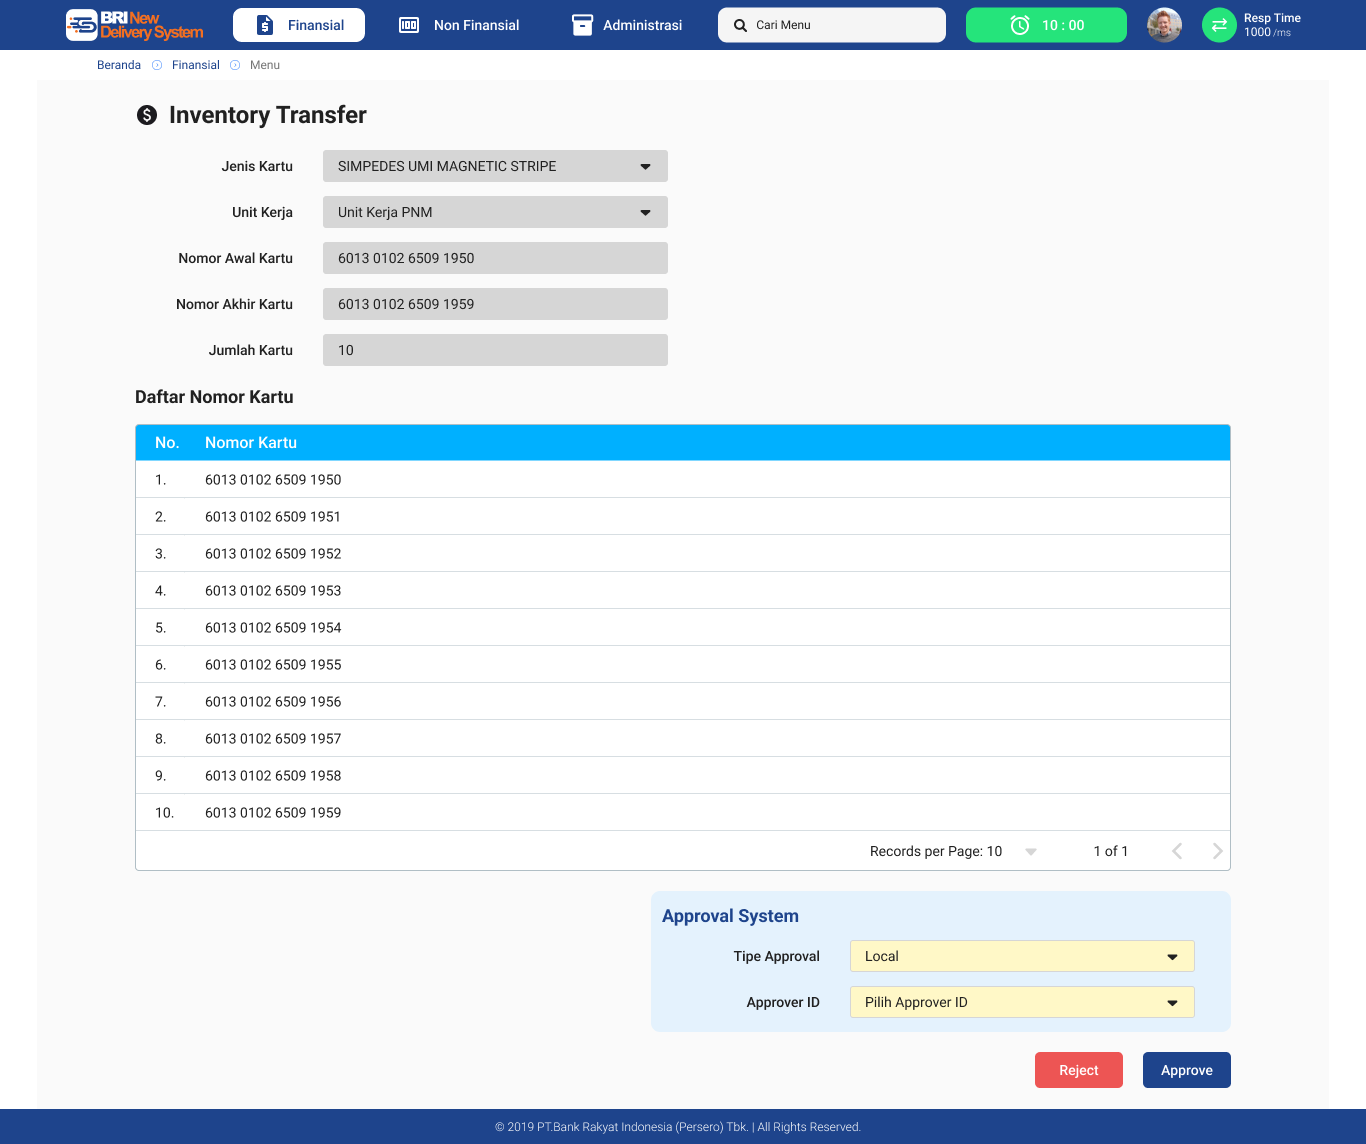 BRI New Delivery System
Finansial
Non Finansial
Administrasi
Cari Menu
10 : 00
Resp Time
1000 /ms
Beranda Finansial Menu
Inventory Transfer
Jenis Kartu SIMPEDES UMI MAGNETIC STRIPE
Unit Kerja Unit Kerja PNM
Nomor Awal Kartu 6013 0102 6509 1950
Nomor Akhir Kartu 6013 0102 6509 1959
Jumlah Kartu 10
Daftar Nomor Kartu
No. Nomor Kartu
1. 6013 0102 6509 1950
2. 6013 0102 6509 1951
3. 6013 0102 6509 1952
4. 6013 0102 6509 1953
5. 6013 0102 6509 1954
6. 6013 0102 6509 1955
7. 6013 0102 6509 1956
8. 6013 0102 6509 1957
9. 6013 0102 6509 1958
10. 6013 0102 6509 1959
Records per Page: 10 1 of 1
Approval System
Tipe Approval Local
Approver ID Pilih Approver ID
Reject Approve
© 2019 PT.Bank Rakyat Indonesia (Persero) Tbk. | All Rights Reserved.